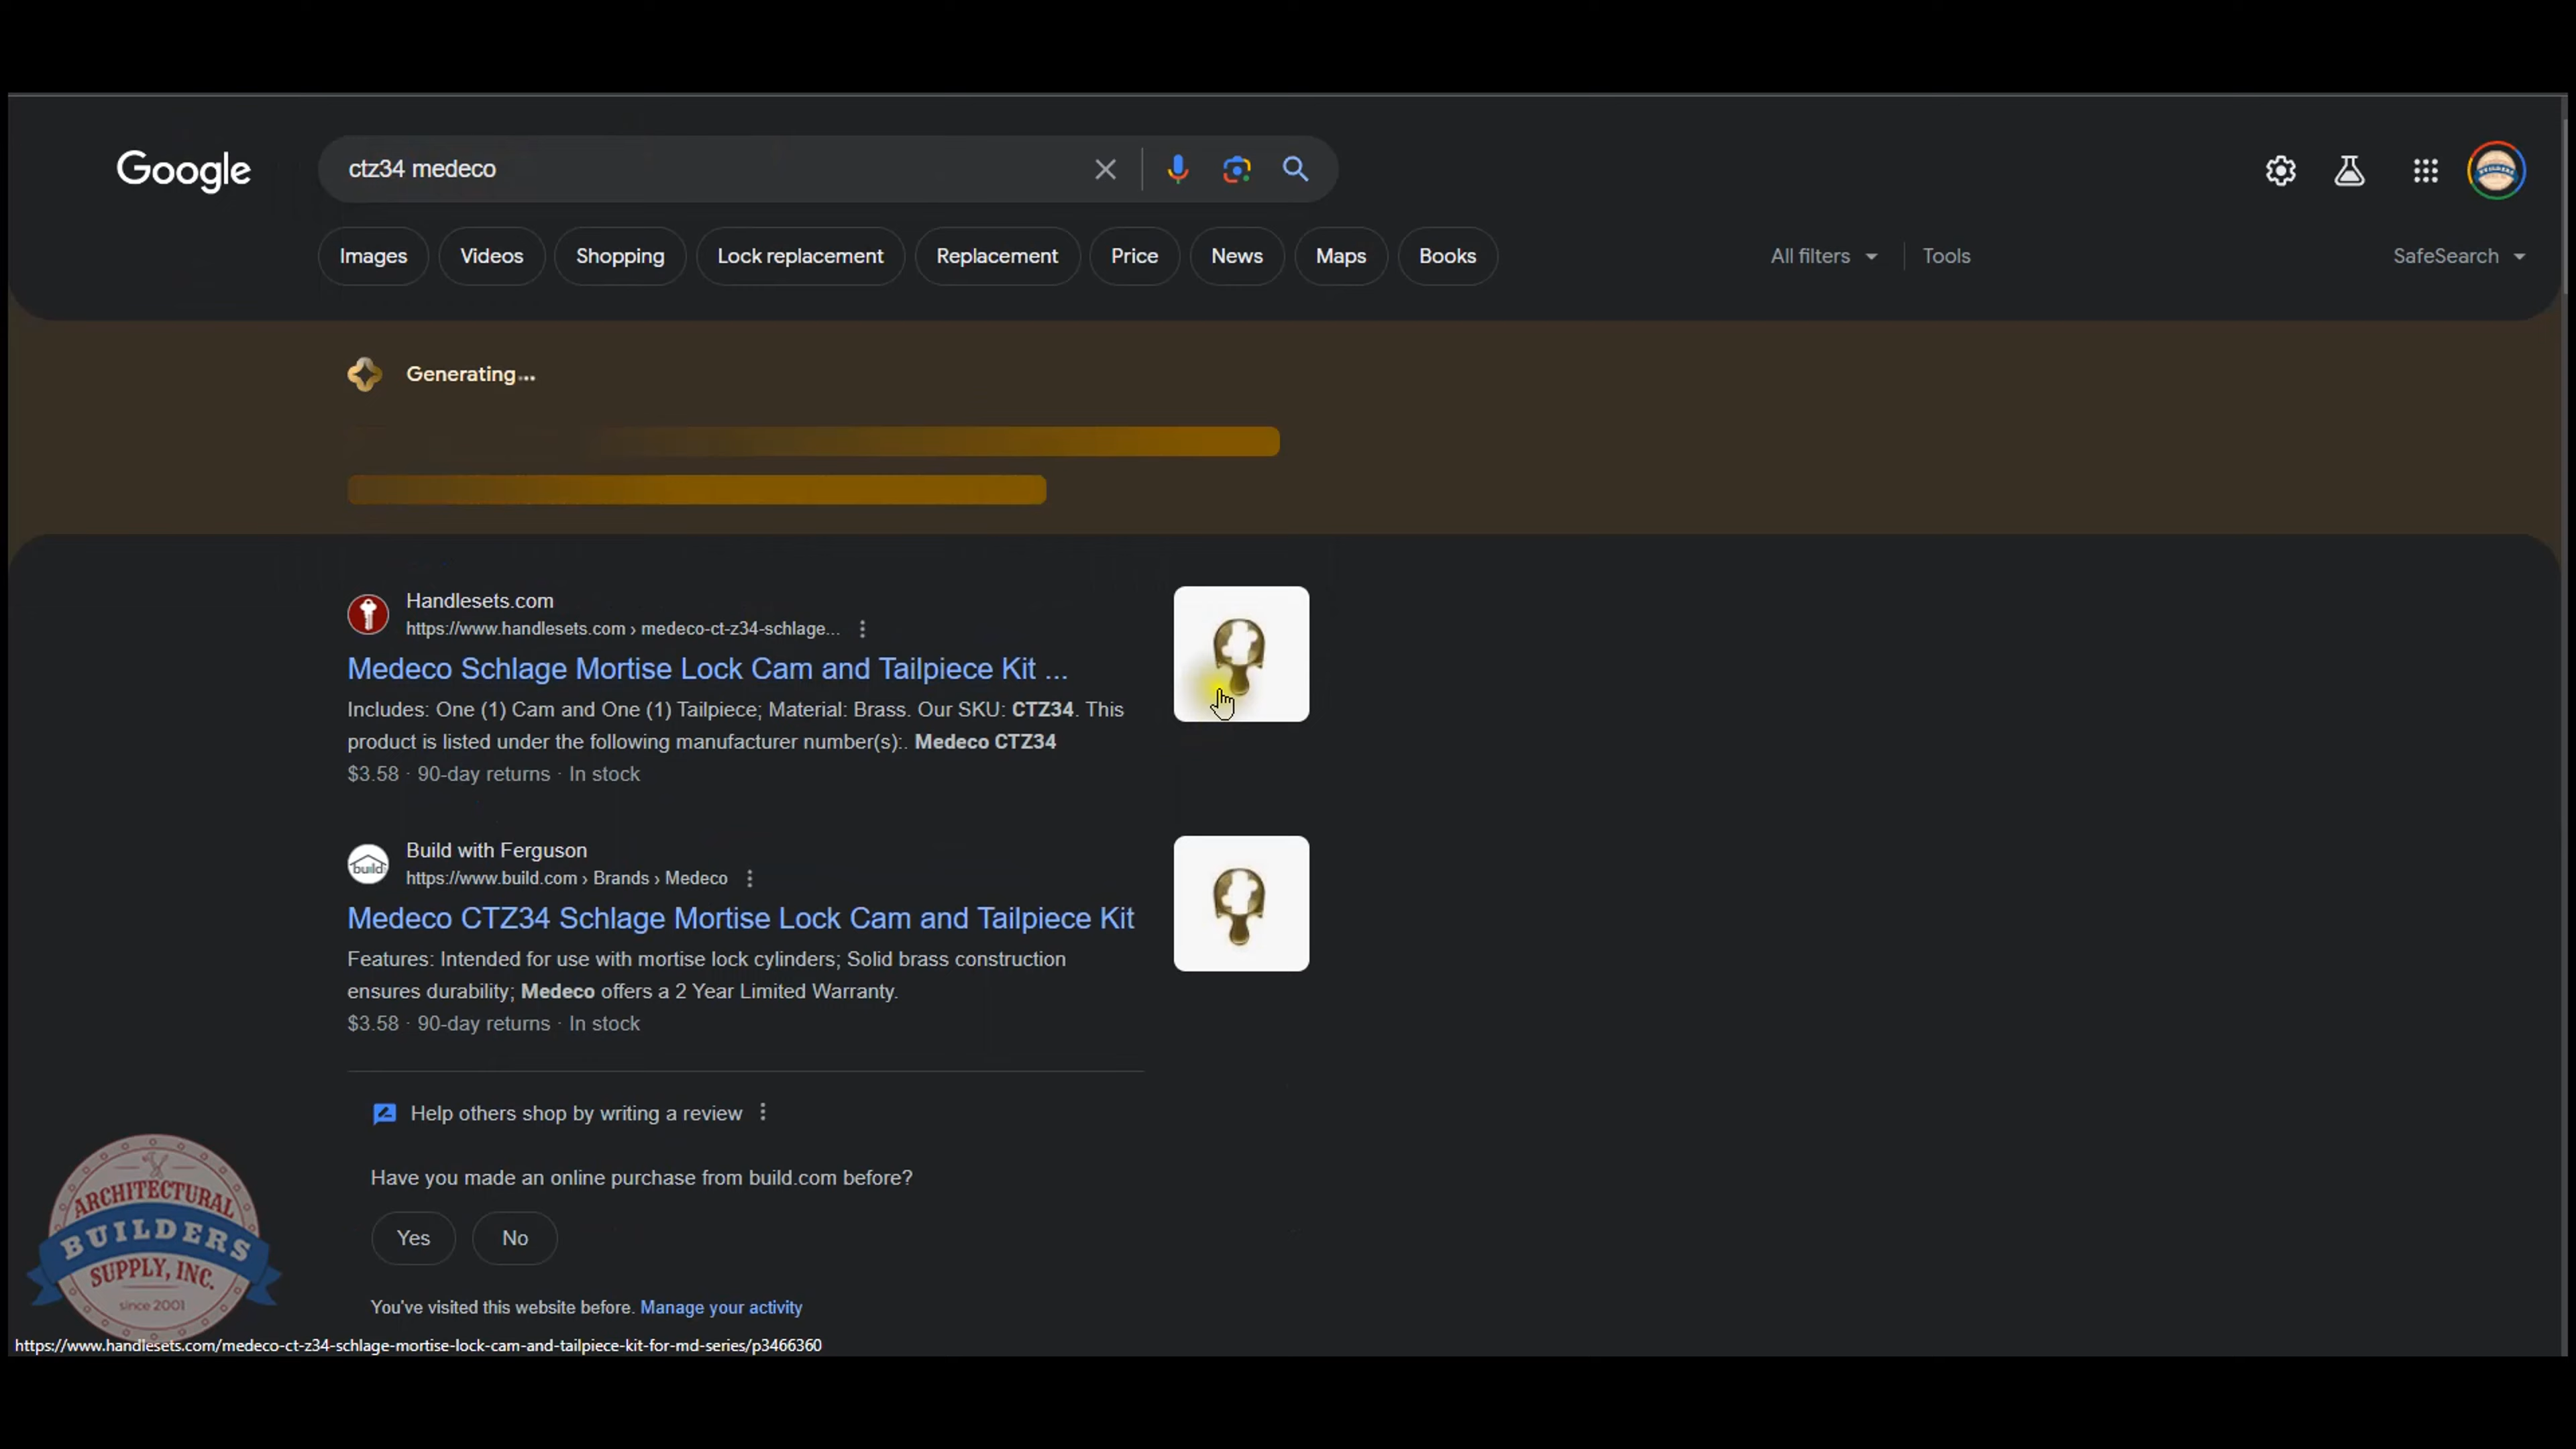 Google
ctz34 medeco
Images
Videos
Shopping
Lock replacement
Replacement
Price
News
Maps
Books
All filters
Tools
SafeSearch
Generating...
Handlesets.com
https://www.handlesets.com › medeco-ct-z34-schlage...
Medeco Schlage Mortise Lock Cam and Tailpiece Kit ...
Includes: One (1) Cam and One (1) Tailpiece; Material: Brass. Our SKU: CTZ34. This
product is listed under the following manufacturer number(s):. Medeco CTZ34
$3.58 · 90-day returns · In stock
build
Build with Ferguson
https://www.build.com › Brands › Medeco
Medeco CTZ34 Schlage Mortise Lock Cam and Tailpiece Kit
Features: Intended for use with mortise lock cylinders; Solid brass construction
ensures durability; Medeco offers a 2 Year Limited Warranty.
$3.58 · 90-day returns · In stock
Help others shop by writing a review
Have you made an online purchase from build.com before?
Yes
No
You've visited this website before. Manage your activity
ARCHITECTURAL
BUILDERS
SUPPLY, INC.
since 2001
https://www.handlesets.com/medeco-ct-z34-schlage-mortise-lock-cam-and-tailpiece-kit-for-md-series/p3466360